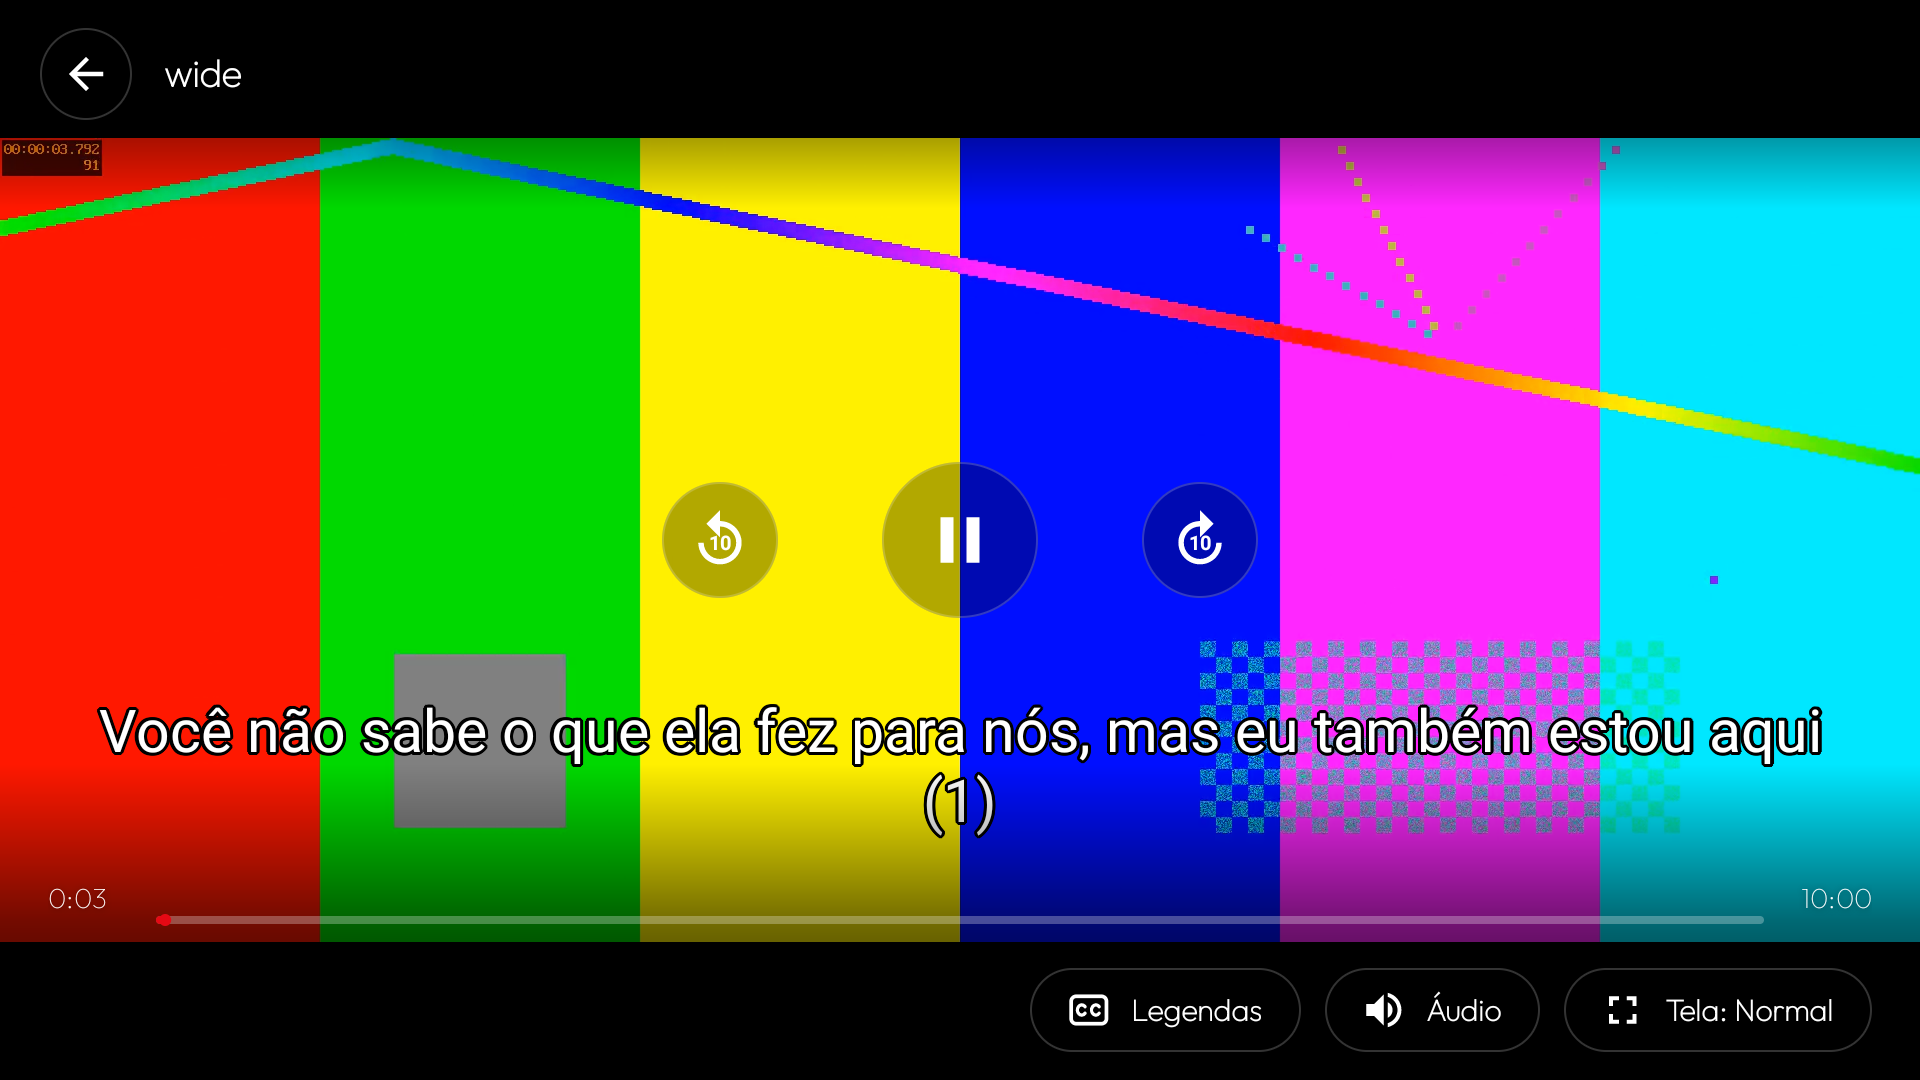 wide
00:00:03.792
91
10
10
Você não sabe o que ela fez para nós, mas eu também estou aqui
(1)
0:03
10:00
CC Legendas
Áudio
Tela: Normal